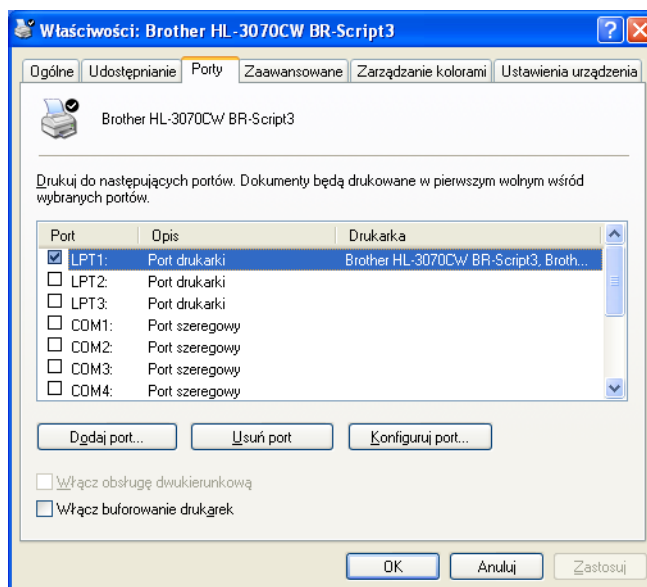 Właściwości: Brother HL-3070CW BR-Script3
Ogólne Udostępnianie Porty Zaawansowane Zarządzanie kolorami Ustawienia urządzenia
Brother HL-3070CW BR-Script3
Drukuj do następujących portów. Dokumenty będą drukowane w pierwszym wolnym wśród
wybranych portów.
Port Opis Drukarka
LPT1: Port drukarki Brother HL-3070CW BR-Script3, Broth...
LPT2: Port drukarki
LPT3: Port drukarki
COM1: Port szeregowy
COM2: Port szeregowy
COM3: Port szeregowy
COM4: Port szeregowy
Dodaj port... Usuń port Konfiguruj port...
Włącz obsługę dwukierunkową
Włącz buforowanie drukarek
OK Anuluj Zastosuj